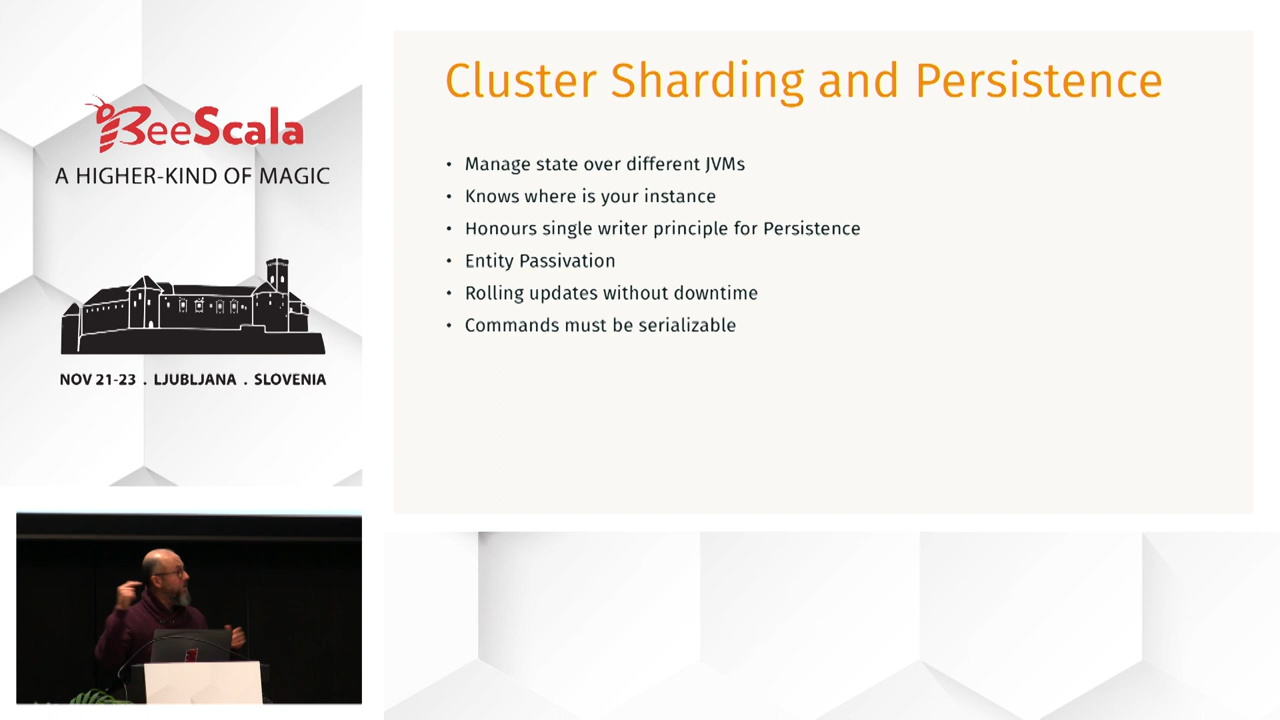 BeeScala
A HIGHER-KIND OF MAGIC
NOV 21-23 . LJUBLJANA . SLOVENIA
Cluster Sharding and Persistence
• Manage state over different JVMs
• Knows where is your instance
• Honours single writer principle for Persistence
• Entity Passivation
• Rolling updates without downtime
• Commands must be serializable